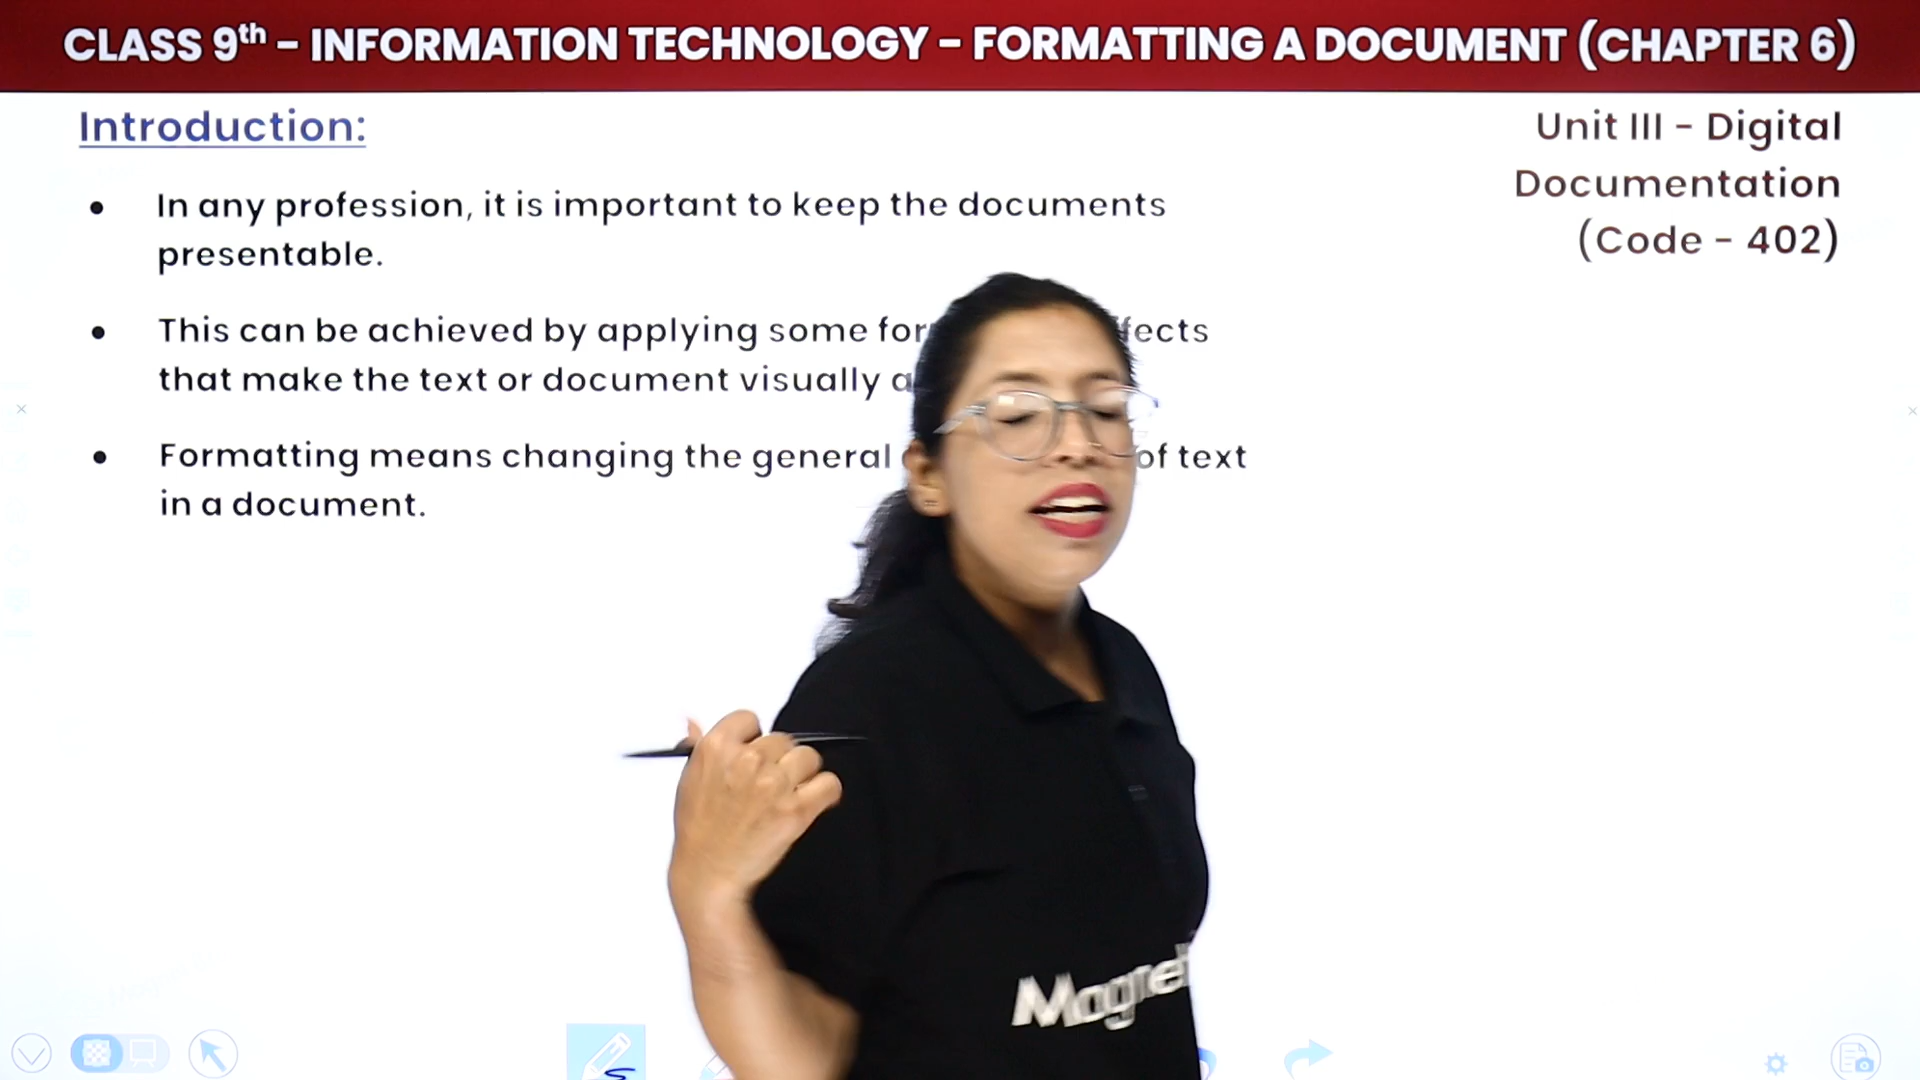 CLASS 9th – INFORMATION TECHNOLOGY – FORMATTING A DOCUMENT (CHAPTER 6)
Introduction:
Unit III – Digital
Documentation
(Code – 402)
• In any profession, it is important to keep the documents
presentable.
• This can be achieved by applying some
that make the text or document visually
• Formatting means changing the general of text
in a document.